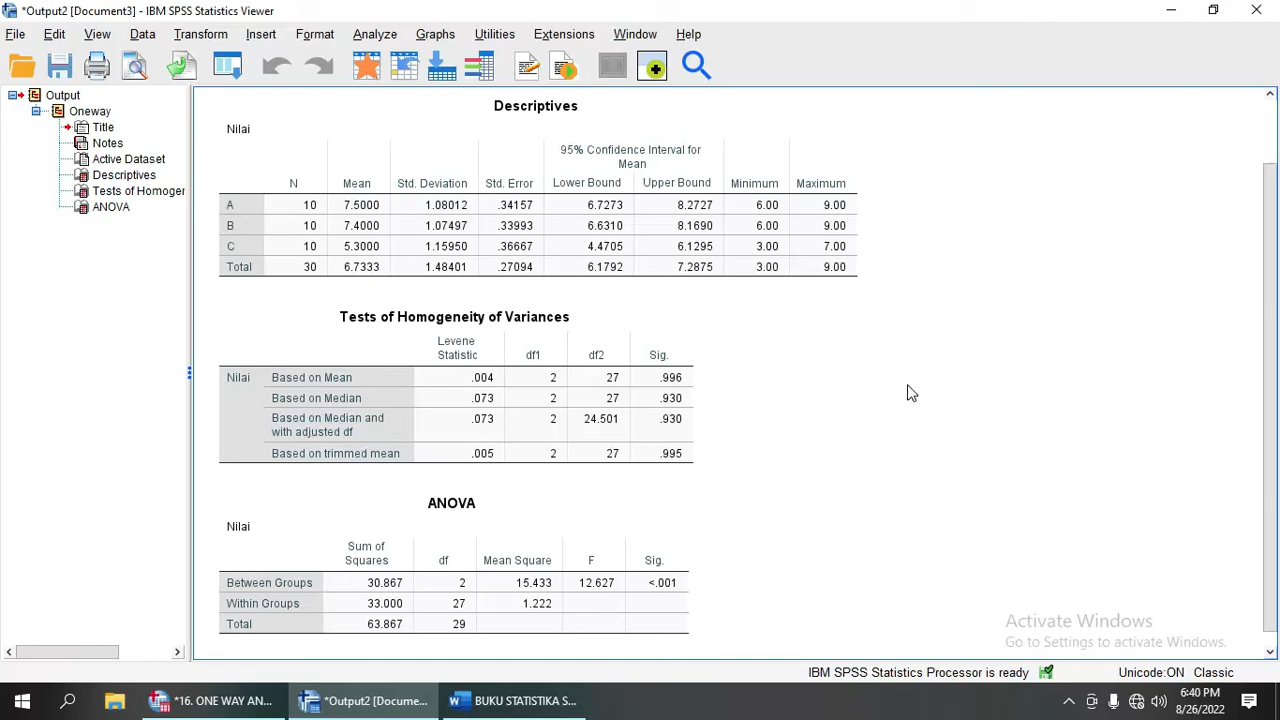 *Output2 [Document3] - IBM SPSS Statistics Viewer
File Edit View Data Transform Insert Format Analyze Graphs Utilities Extensions Window Help
Output
Oneway
Title
Notes
Active Dataset
Descriptives
Tests of Homoger
ANOVA
Descriptives
Nilai
95% Confidence Interval for
Mean
N Mean Std. Deviation Std. Error Lower Bound Upper Bound Minimum Maximum
A 10 7.5000 1.08012 .34157 6.7273 8.2727 6.00 9.00
B 10 7.4000 1.07497 .33993 6.6310 8.1690 6.00 9.00
C 10 5.3000 1.15950 .36667 4.4705 6.1295 3.00 7.00
Total 30 6.7333 1.48401 .27094 6.1792 7.2875 3.00 9.00
Tests of Homogeneity of Variances
Levene
Statistic df1 df2 Sig.
Nilai Based on Mean .004 2 27 .996
Based on Median .073 2 27 .930
Based on Median and
with adjusted df .073 2 24.501 .930
Based on trimmed mean .005 2 27 .995
ANOVA
Nilai
Sum of
Squares df Mean Square F Sig.
Between Groups 30.867 2 15.433 12.627 <.001
Within Groups 33.000 27 1.222
Total 63.867 29
Activate Windows
Go to Settings to activate Windows.
IBM SPSS Statistics Processor is ready Unicode:ON Classic
*16. ONE WAY AN... *Output2 [Docume... BUKU STATISTIKA S...
6:40 PM
8/26/2022